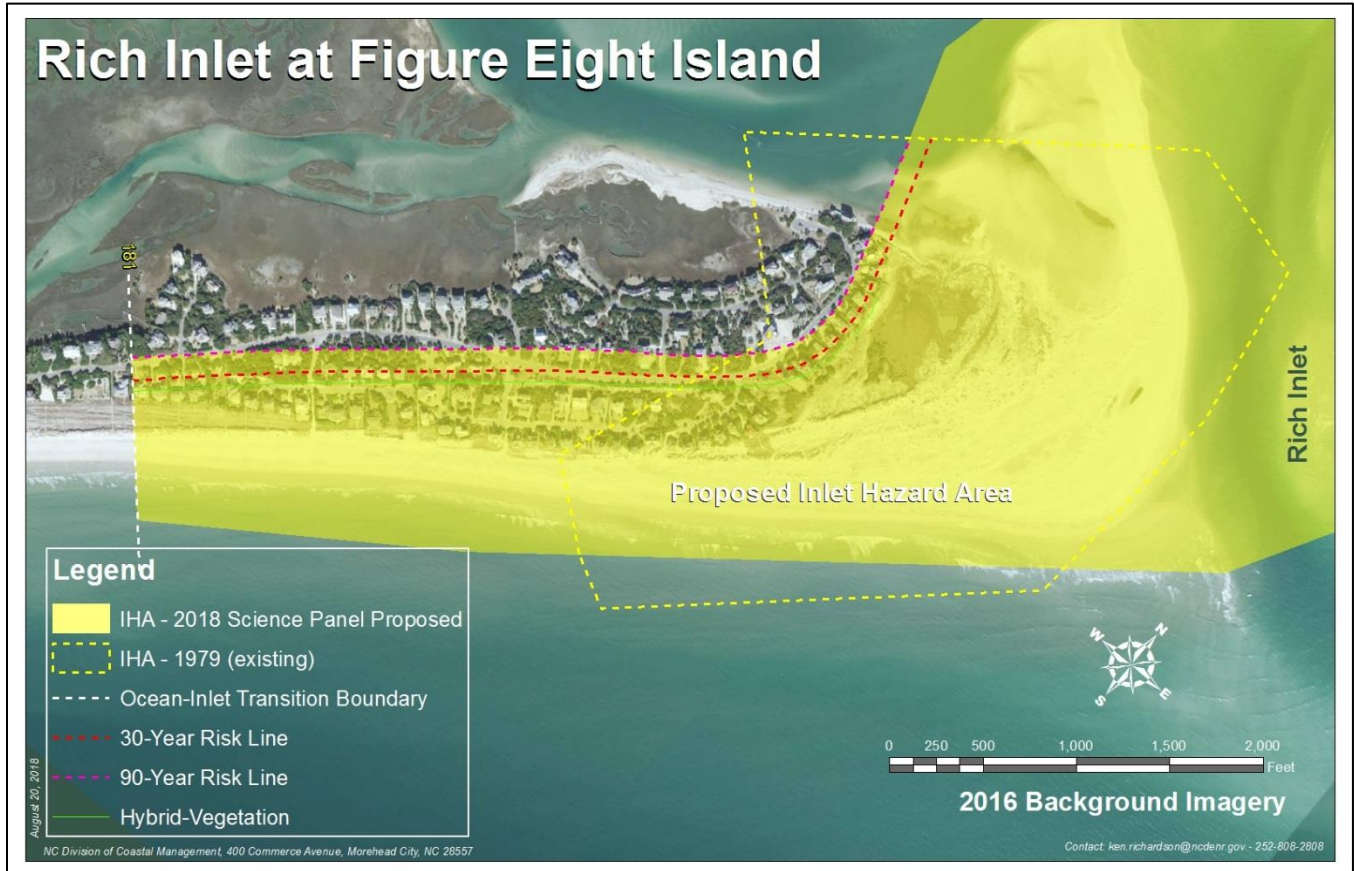 Rich Inlet at Figure Eight Island
181
Rich Inlet
Proposed Inlet Hazard Area
Legend
IHA - 2018 Science Panel Proposed
IHA - 1979 (existing)
Ocean-Inlet Transition Boundary
30-Year Risk Line
90-Year Risk Line
Hybrid-Vegetation
N
W
S
E
0 250 500 1,000 1,500 2,000
Feet
2016 Background Imagery
August 20, 2018
NC Division of Coastal Management, 400 Commerce Avenue, Morehead City, NC 28557
Contact: ken.richardson@ncdenr.gov - 252-808-2808